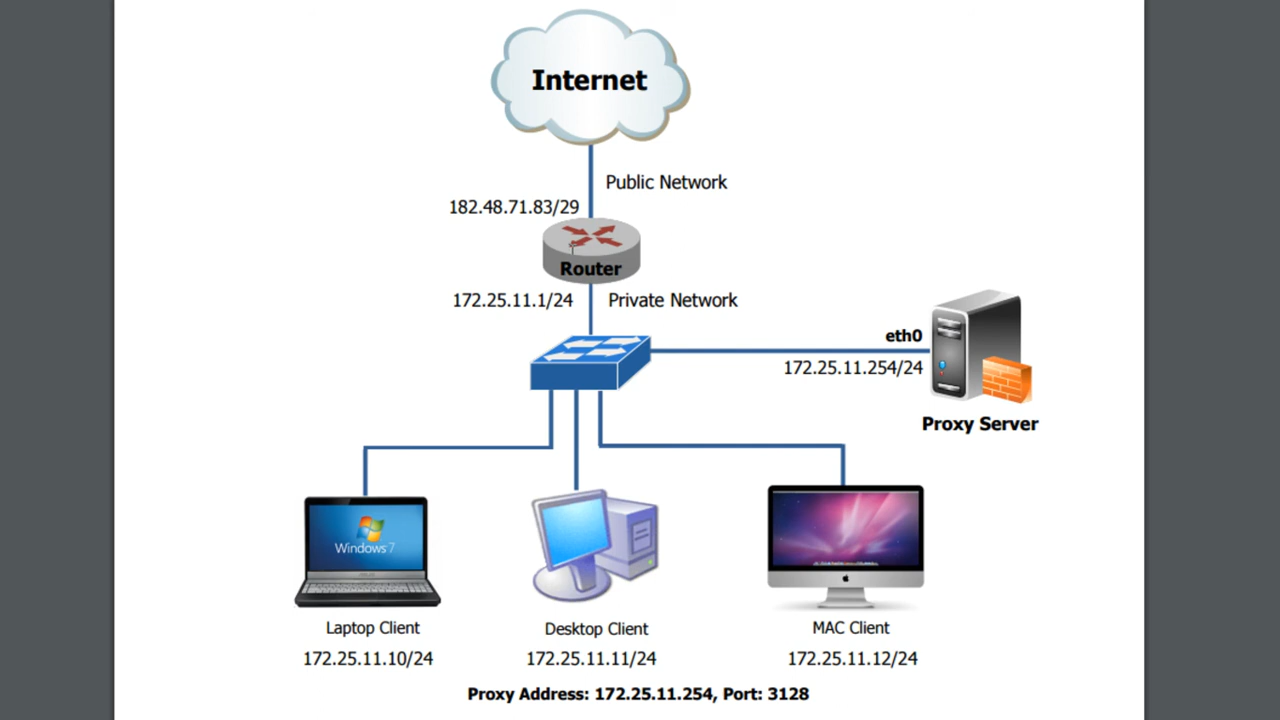 Internet
Public Network
182.48.71.83/29
Router
172.25.11.1/24 Private Network
eth0
172.25.11.254/24
Proxy Server
Windows 7
Laptop Client Desktop Client MAC Client
172.25.11.10/24 172.25.11.11/24 172.25.11.12/24
Proxy Address: 172.25.11.254, Port: 3128